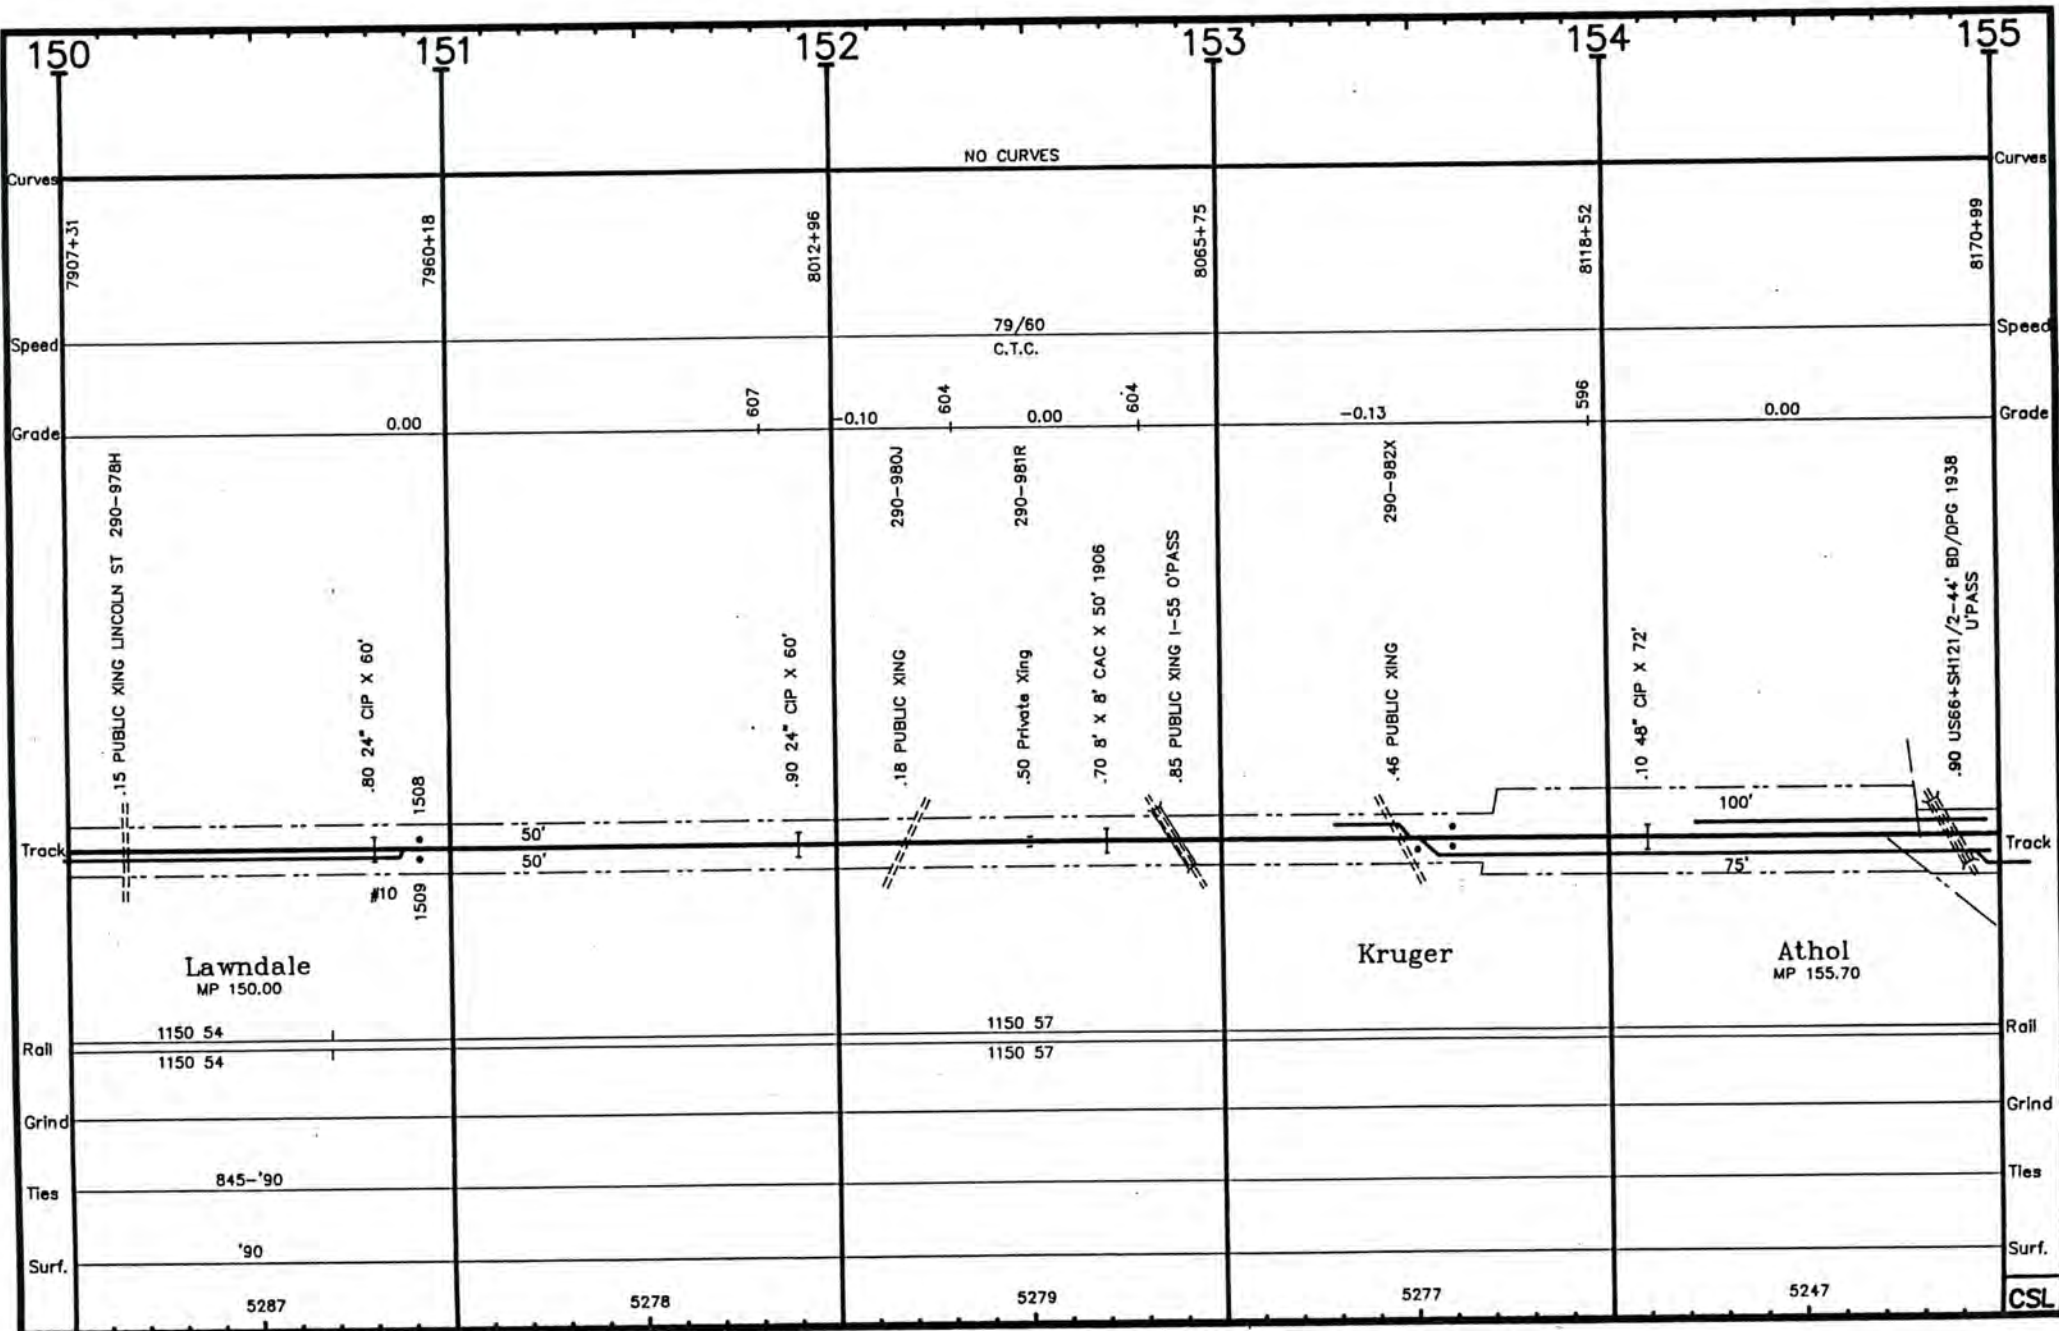 150 151 152 153 154 155
NO CURVES
Curves Curves
7907+31 7960+18 8012+96 8065+75 8118+52 8170+99
79/60
Speed Speed
C.T.C.
0.00 607 -0.10 604 0.00 604 -0.13 596 0.00
Grade Grade
.15 PUBLIC XING LINCOLN ST 290-978H
.80 24" CIP X 60'
1508
.90 24" CIP X 60'
.18 PUBLIC XING 290-980J
.50 Private Xing 290-981R
.70 8' X 8' CAC X 50' 1906
.85 PUBLIC XING I-55 O'PASS
.46 PUBLIC XING 290-982X
.10 48" CIP X 72'
.90 US66+SH121/2-44' BD/DPG 1938
U'PASS
50' 100'
Track Track
50' 75'
#10 1509
Lawndale Kruger Athol
MP 150.00 MP 155.70
1150 54 1150 57
Rail Rail
1150 54 1150 57
Grind Grind
845-'90
Ties Ties
'90
Surf. Surf.
5287 5278 5279 5277 5247
CSL